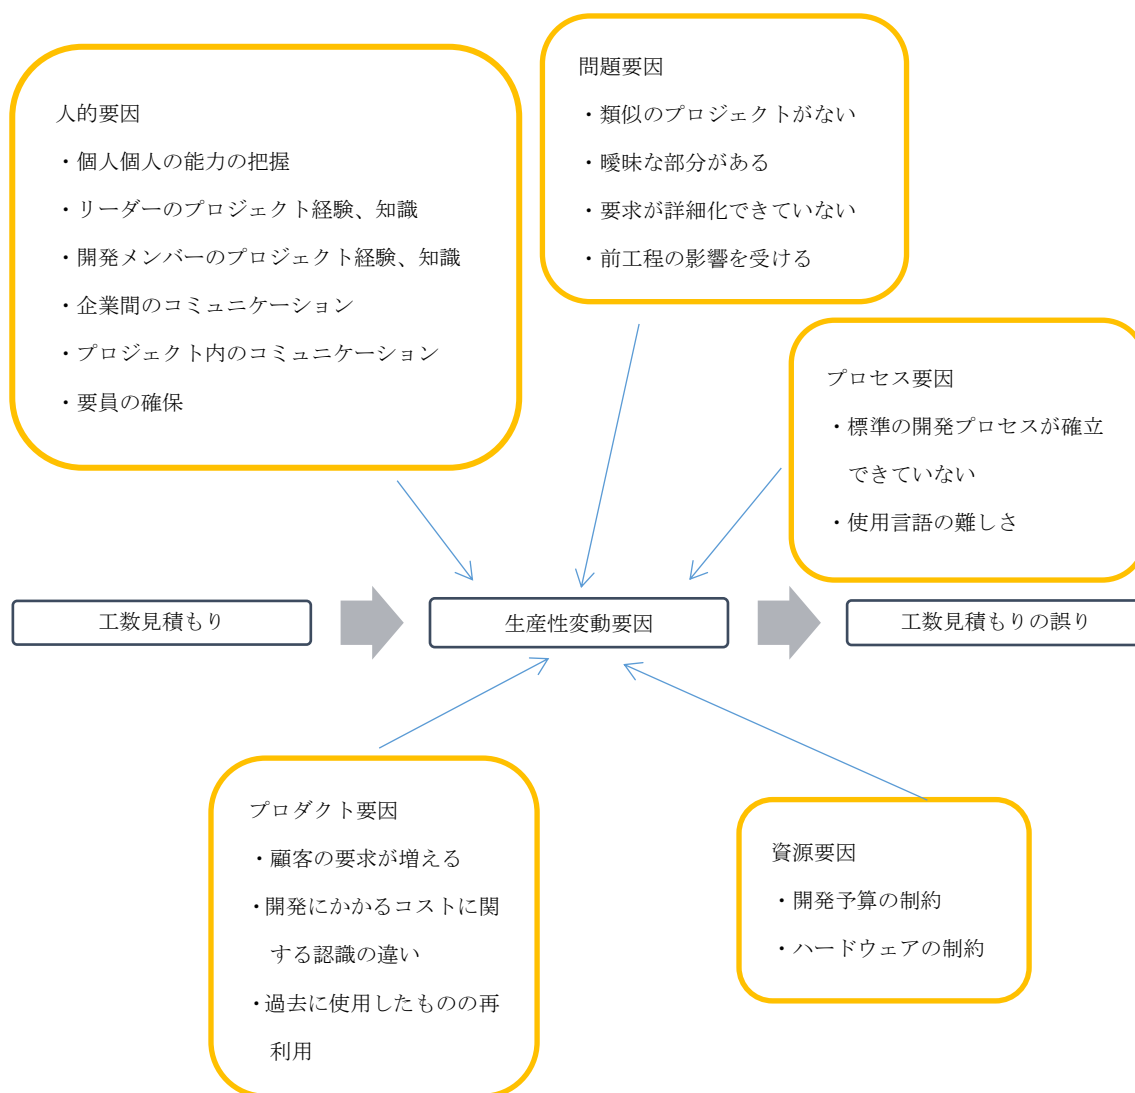 人的要因
・個人個人の能力の把握
・リーダーのプロジェクト経験、知識
・開発メンバーのプロジェクト経験、知識
・企業間のコミュニケーション
・プロジェクト内のコミュニケーション
・要員の確保
問題要因
・類似のプロジェクトがない
・曖昧な部分がある
・要求が詳細化できていない
・前工程の影響を受ける
プロセス要因
・標準の開発プロセスが確立
できていない
・使用言語の難しさ
工数見積もり
生産性変動要因
工数見積もりの誤り
プロダクト要因
・顧客の要求が増える
・開発にかかるコストに関
する認識の違い
・過去に使用したものの再
利用
資源要因
・開発予算の制約
・ハードウェアの制約